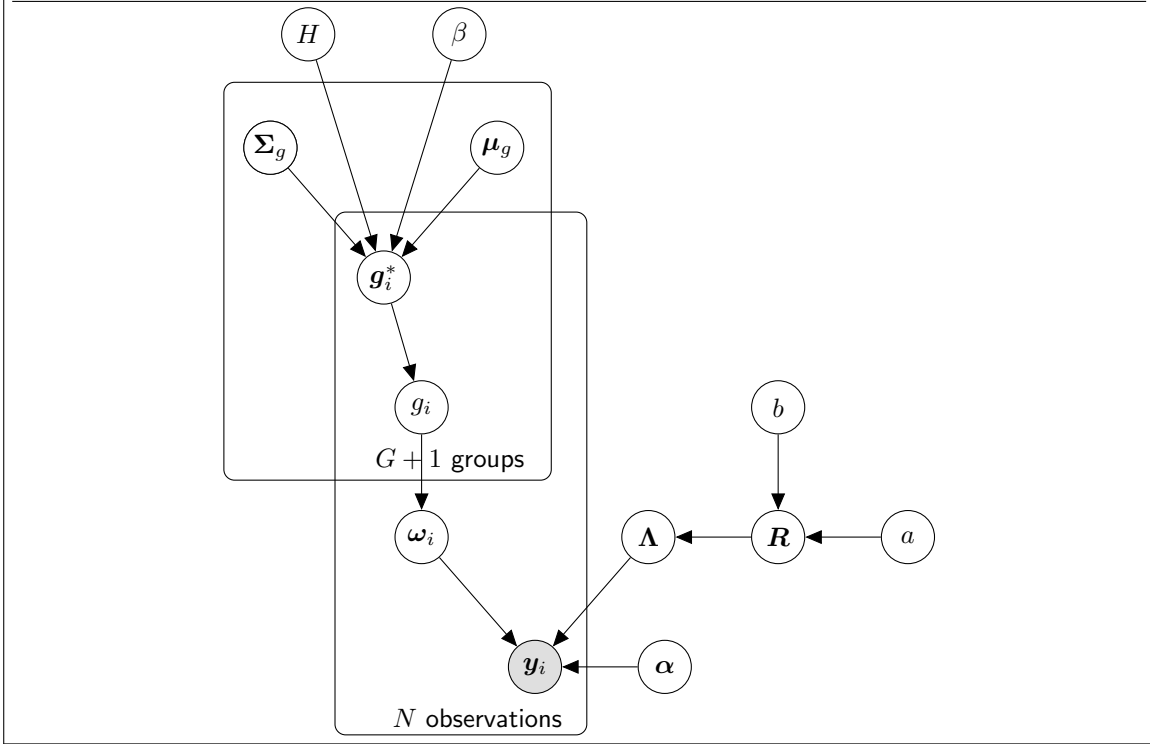 H β
Σ_g μ_g
g_i^*
g_i b
G + 1 groups
ω_i Λ R a
y_i α
N observations